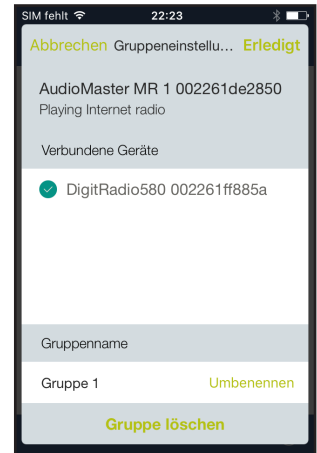 SIM fehlt 22:23
Abbrechen Gruppeneinstellu... Erledigt
AudioMaster MR 1 002261de2850
Playing Internet radio
Verbundene Geräte
DigitRadio580 002261ff885a
Gruppenname
Gruppe 1 Umbenennen
Gruppe löschen